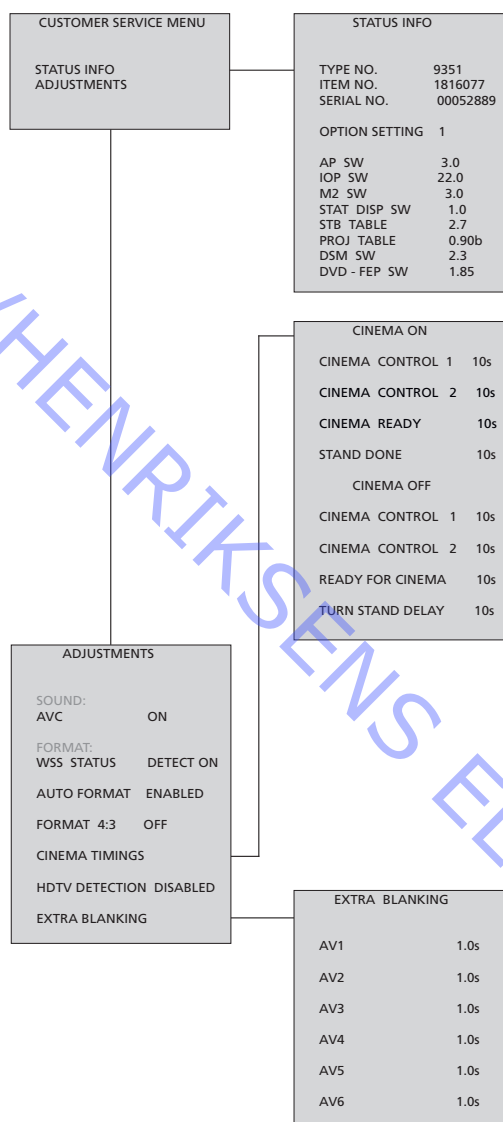 CUSTOMER SERVICE MENU
STATUS INFO
ADJUSTMENTS
STATUS INFO
TYPE NO. 9351
ITEM NO. 1816077
SERIAL NO. 00052889
OPTION SETTING 1
AP SW 3.0
IOP SW 22.0
M2 SW 3.0
STAT DISP SW 1.0
STB TABLE 2.7
PROJ TABLE 0.90b
DSM SW 2.3
DVD - FEP SW 1.85
CINEMA ON
CINEMA CONTROL 1 10s
CINEMA CONTROL 2 10s
CINEMA READY 10s
STAND DONE 10s
CINEMA OFF
CINEMA CONTROL 1 10s
CINEMA CONTROL 2 10s
READY FOR CINEMA 10s
TURN STAND DELAY 10s
ADJUSTMENTS
SOUND:
AVC ON
FORMAT:
WSS STATUS DETECT ON
AUTO FORMAT ENABLED
FORMAT 4:3 OFF
CINEMA TIMINGS
HDTV DETECTION DISABLED
EXTRA BLANKING
EXTRA BLANKING
AV1 1.0s
AV2 1.0s
AV3 1.0s
AV4 1.0s
AV5 1.0s
AV6 1.0s
HENRIKSENS